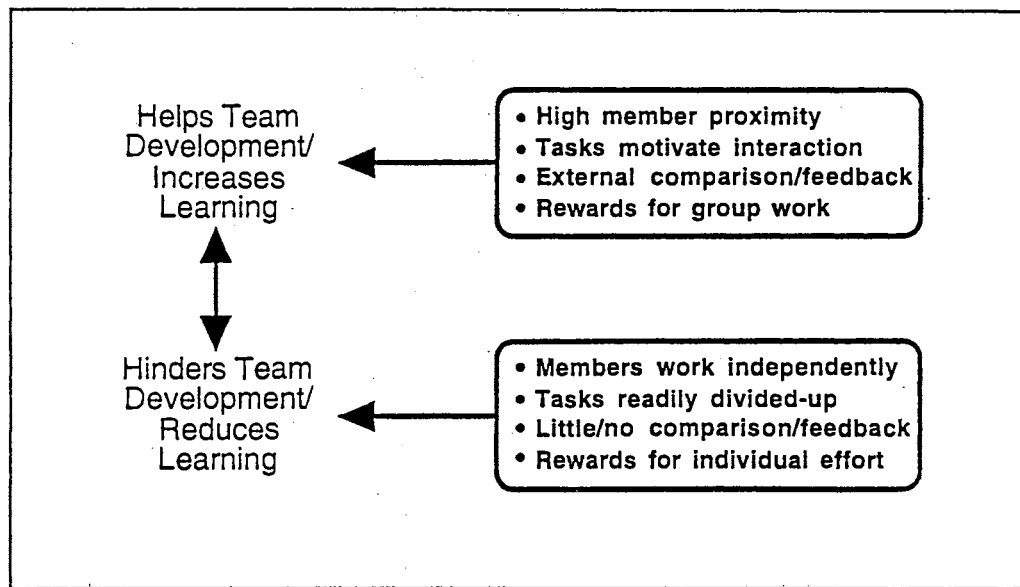 Helps Team
Development/
Increases
Learning
• High member proximity
• Tasks motivate interaction
• External comparison/feedback
• Rewards for group work
Hinders Team
Development/
Reduces
Learning
• Members work independently
• Tasks readily divided-up
• Little/no comparison/feedback
• Rewards for individual effort